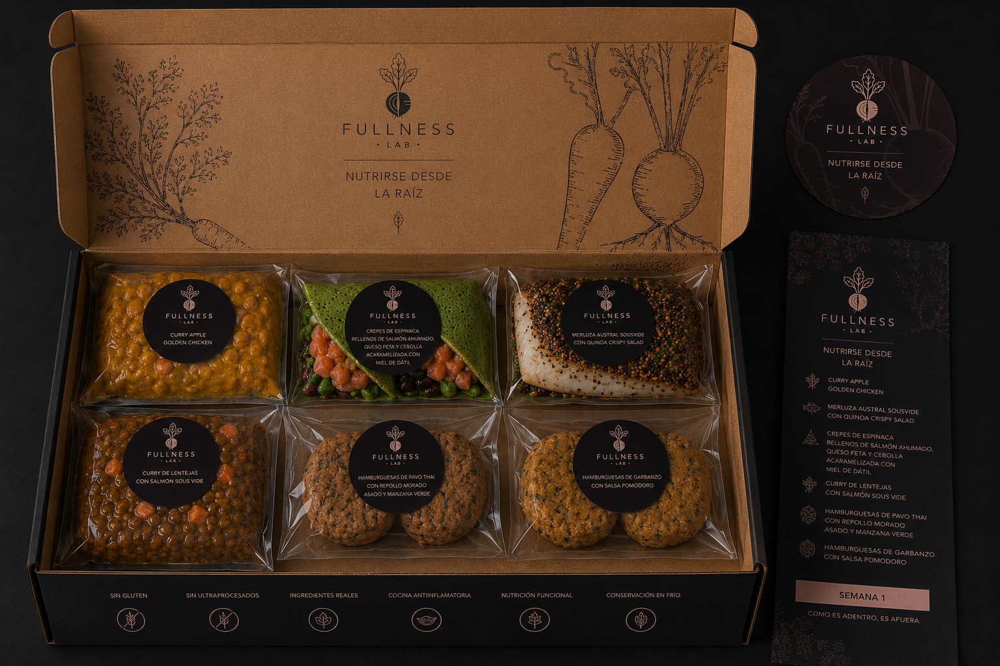 FULLNESS
• LAB •
NUTRIRSE DESDE
LA RAÍZ
FULLNESS
• LAB •
NUTRIRSE DESDE
LA RAÍZ
FULLNESS
• LAB •
CURRY APPLE
GOLDEN CHICKEN
FULLNESS
• LAB •
CREPES DE ESPINACA
RELLENOS DE SALMÓN AHUMADO,
QUESO FETA Y CEBOLLA
ACARAMELIZADA CON
MIEL DE DÁTIL
FULLNESS
• LAB •
MERLUZA AUSTRAL SOUSVIDE
CON QUINOA CRISPY SALAD
FULLNESS
• LAB •
CURRY DE LENTEJAS
CON SALMÓN SOUS VIDE
FULLNESS
• LAB •
HAMBURGUESAS DE PAVO THAI
CON REPOLLO MORADO
ASADO Y MANZANA VERDE
FULLNESS
• LAB •
HAMBURGUESAS DE GARBANZO
CON SALSA POMODORO
SIN GLUTEN
SIN ULTRAPROCESADOS
INGREDIENTES REALES
COCINA ANTIINFLAMATORIA
NUTRICIÓN FUNCIONAL
CONSERVACIÓN EN FRÍO
FULLNESS
• LAB •
NUTRIRSE DESDE
LA RAÍZ
CURRY APPLE
GOLDEN CHICKEN
MERLUZA AUSTRAL SOUSVIDE
CON QUINOA CRISPY SALAD
CREPES DE ESPINACA
RELLENOS DE SALMÓN AHUMADO,
QUESO FETA Y CEBOLLA
ACARAMELIZADA CON
MIEL DE DÁTIL
CURRY DE LENTEJAS
CON SALMÓN SOUS VIDE
HAMBURGUESAS DE PAVO THAI
CON REPOLLO MORADO
ASADO Y MANZANA VERDE
HAMBURGUESAS DE GARBANZO
CON SALSA POMODORO
SEMANA 1
COMO ES ADENTRO, ES AFUERA